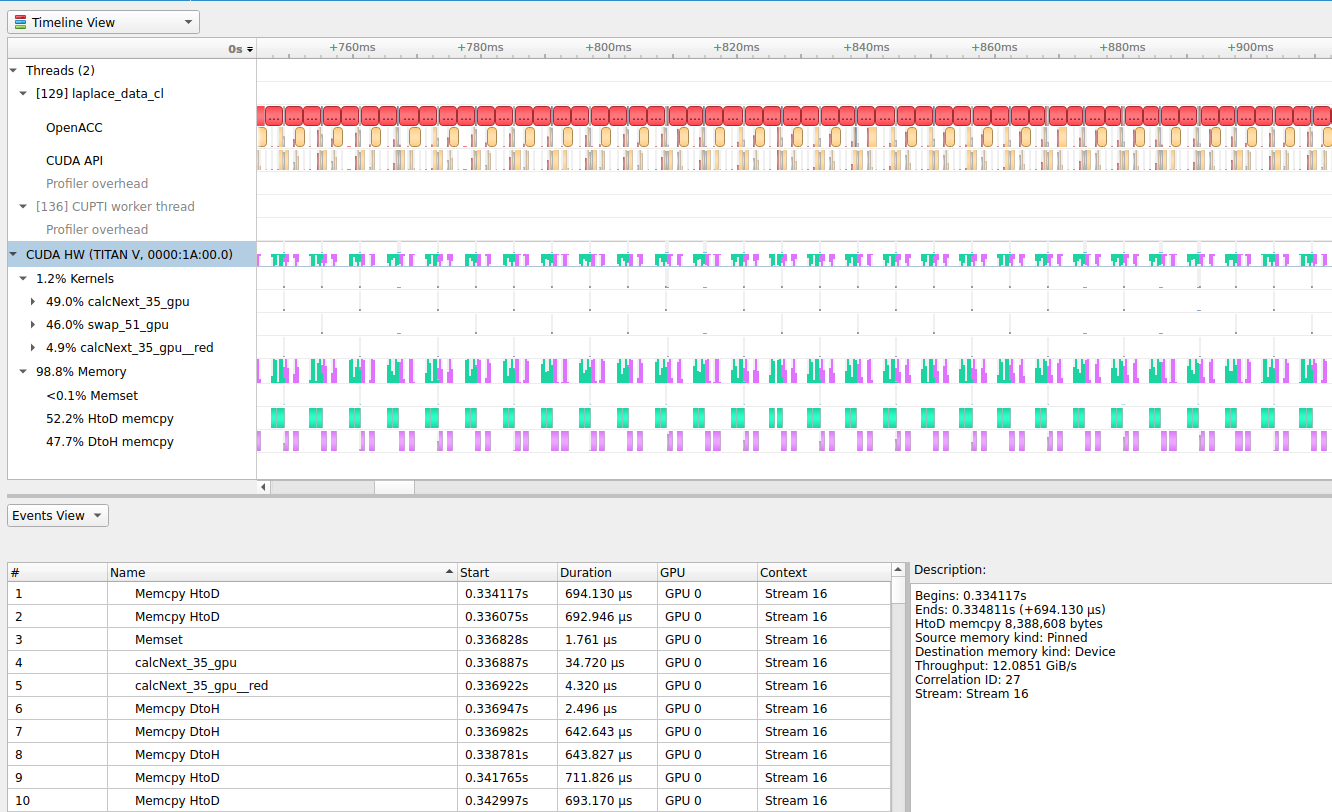 Timeline View
0s
+760ms +780ms +800ms +820ms +840ms +860ms +880ms +900ms
Threads (2)
[129] laplace_data_cl
... ... ... ... ... ... ... ... ... ... ... ... ... ... ... ... ... ... ... ... ... ... ... ... ... ... ... ...
OpenACC
CUDA API
Profiler overhead
[136] CUPTI worker thread
Profiler overhead
CUDA HW (TITAN V, 0000:1A:00.0)
1.2% Kernels
49.0% calcNext_35_gpu
46.0% swap_51_gpu
4.9% calcNext_35_gpu__red
98.8% Memory
<0.1% Memset
52.2% HtoD memcpy
47.7% DtoH memcpy
Events View
# Name Start Duration GPU Context
1 Memcpy HtoD 0.334117s 694.130 μs GPU 0 Stream 16
2 Memcpy HtoD 0.336075s 692.946 μs GPU 0 Stream 16
3 Memset 0.336828s 1.761 μs GPU 0 Stream 16
4 calcNext_35_gpu 0.336887s 34.720 μs GPU 0 Stream 16
5 calcNext_35_gpu__red 0.336922s 4.320 μs GPU 0 Stream 16
6 Memcpy DtoH 0.336947s 2.496 μs GPU 0 Stream 16
7 Memcpy DtoH 0.336982s 642.643 μs GPU 0 Stream 16
8 Memcpy DtoH 0.338781s 643.827 μs GPU 0 Stream 16
9 Memcpy HtoD 0.341765s 711.826 μs GPU 0 Stream 16
10 Memcpy HtoD 0.342997s 693.170 μs GPU 0 Stream 16
Description:
Begins: 0.334117s
Ends: 0.334811s (+694.130 μs)
HtoD memcpy 8,388,608 bytes
Source memory kind: Pinned
Destination memory kind: Device
Throughput: 12.0851 GiB/s
Correlation ID: 27
Stream: Stream 16